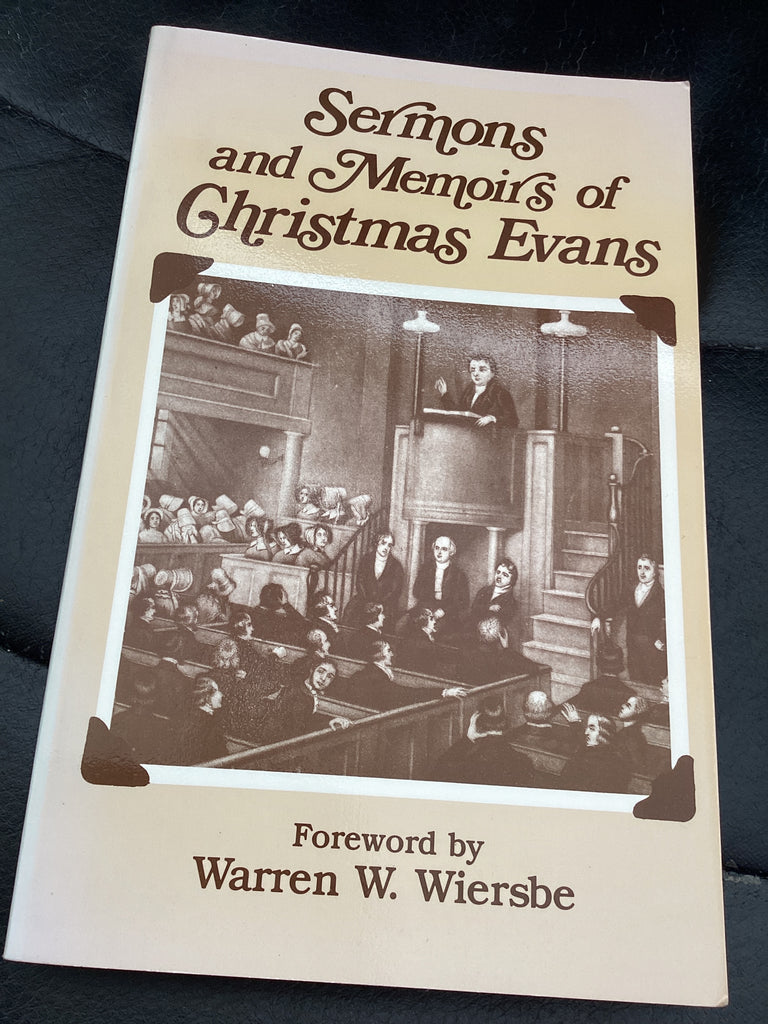 Sermons
and Memoirs of
Christmas Evans
Foreword by
Warren W. Wiersbe